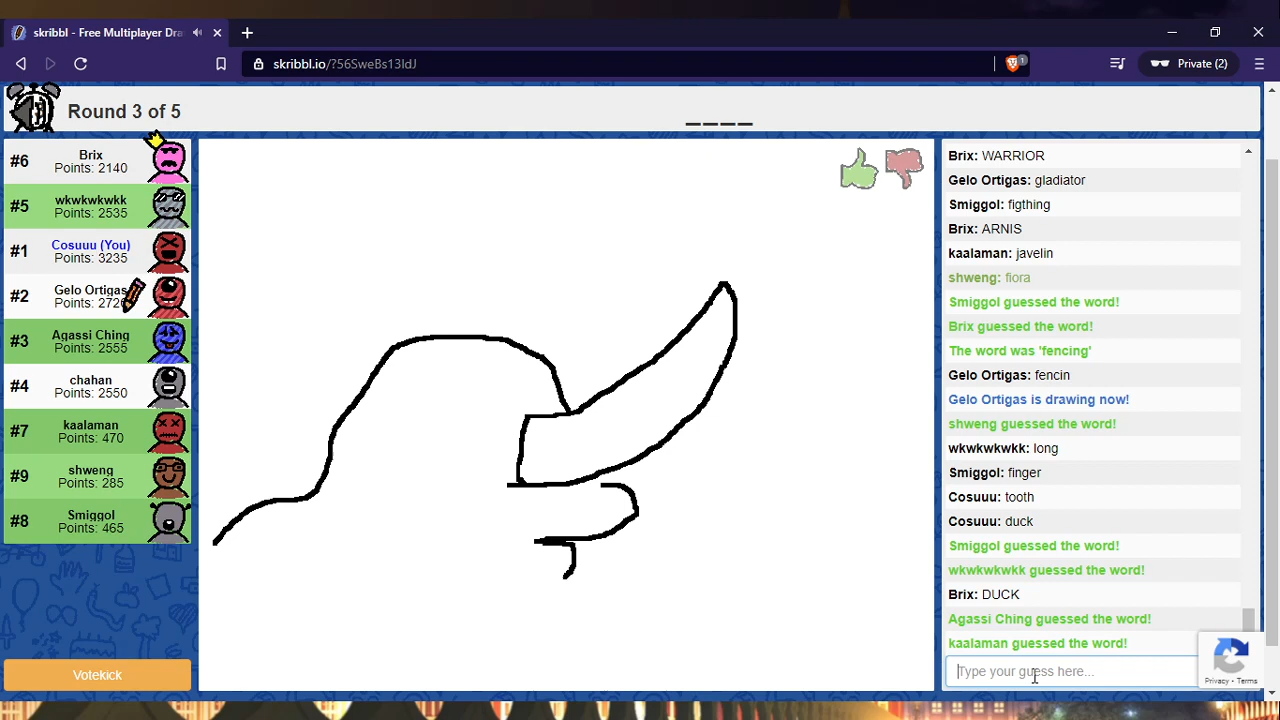 skribbl - Free Multiplayer Dra
skribbl.io/?56SweBs13IdJ
Private (2)
Round 3 of 5
____
#6 Brix
Points: 2140
#5 wkwkwkwkk
Points: 2535
#1 Cosuuu (You)
Points: 3235
#2 Gelo Ortigas
Points: 2726
#3 Agassi Ching
Points: 2555
#4 chahan
Points: 2550
#7 kaalaman
Points: 470
#9 shweng
Points: 285
#8 Smiggol
Points: 465
Votekick
Brix: WARRIOR
Gelo Ortigas: gladiator
Smiggol: figthing
Brix: ARNIS
kaalaman: javelin
shweng: fiora
Smiggol guessed the word!
Brix guessed the word!
The word was 'fencing'
Gelo Ortigas: fencin
Gelo Ortigas is drawing now!
shweng guessed the word!
wkwkwkwkk: long
Smiggol: finger
Cosuuu: tooth
Cosuuu: duck
Smiggol guessed the word!
wkwkwkwkk guessed the word!
Brix: DUCK
Agassi Ching guessed the word!
kaalaman guessed the word!
Type your guess here...
Privacy - Terms